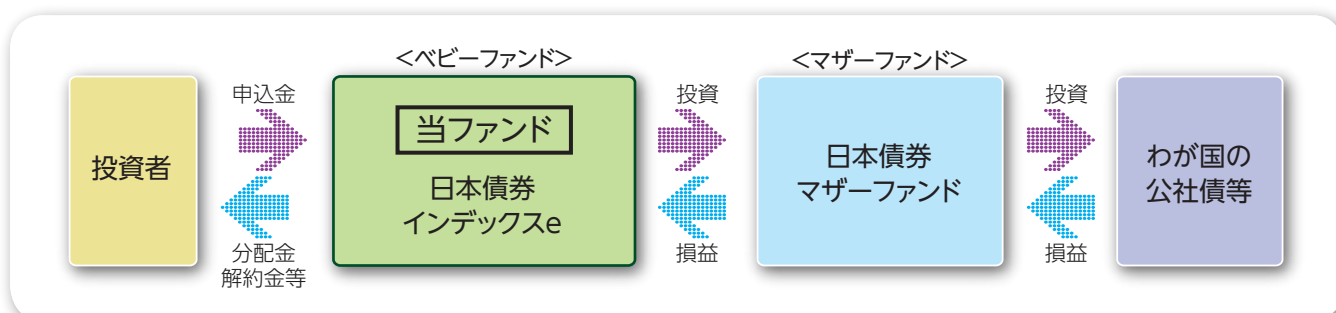 投資者
申込金
分配金
解約金等
<ベビーファンド>
当ファンド
日本債券
インデックスe
投資
損益
<マザーファンド>
日本債券
マザーファンド
投資
損益
わが国の
公社債等